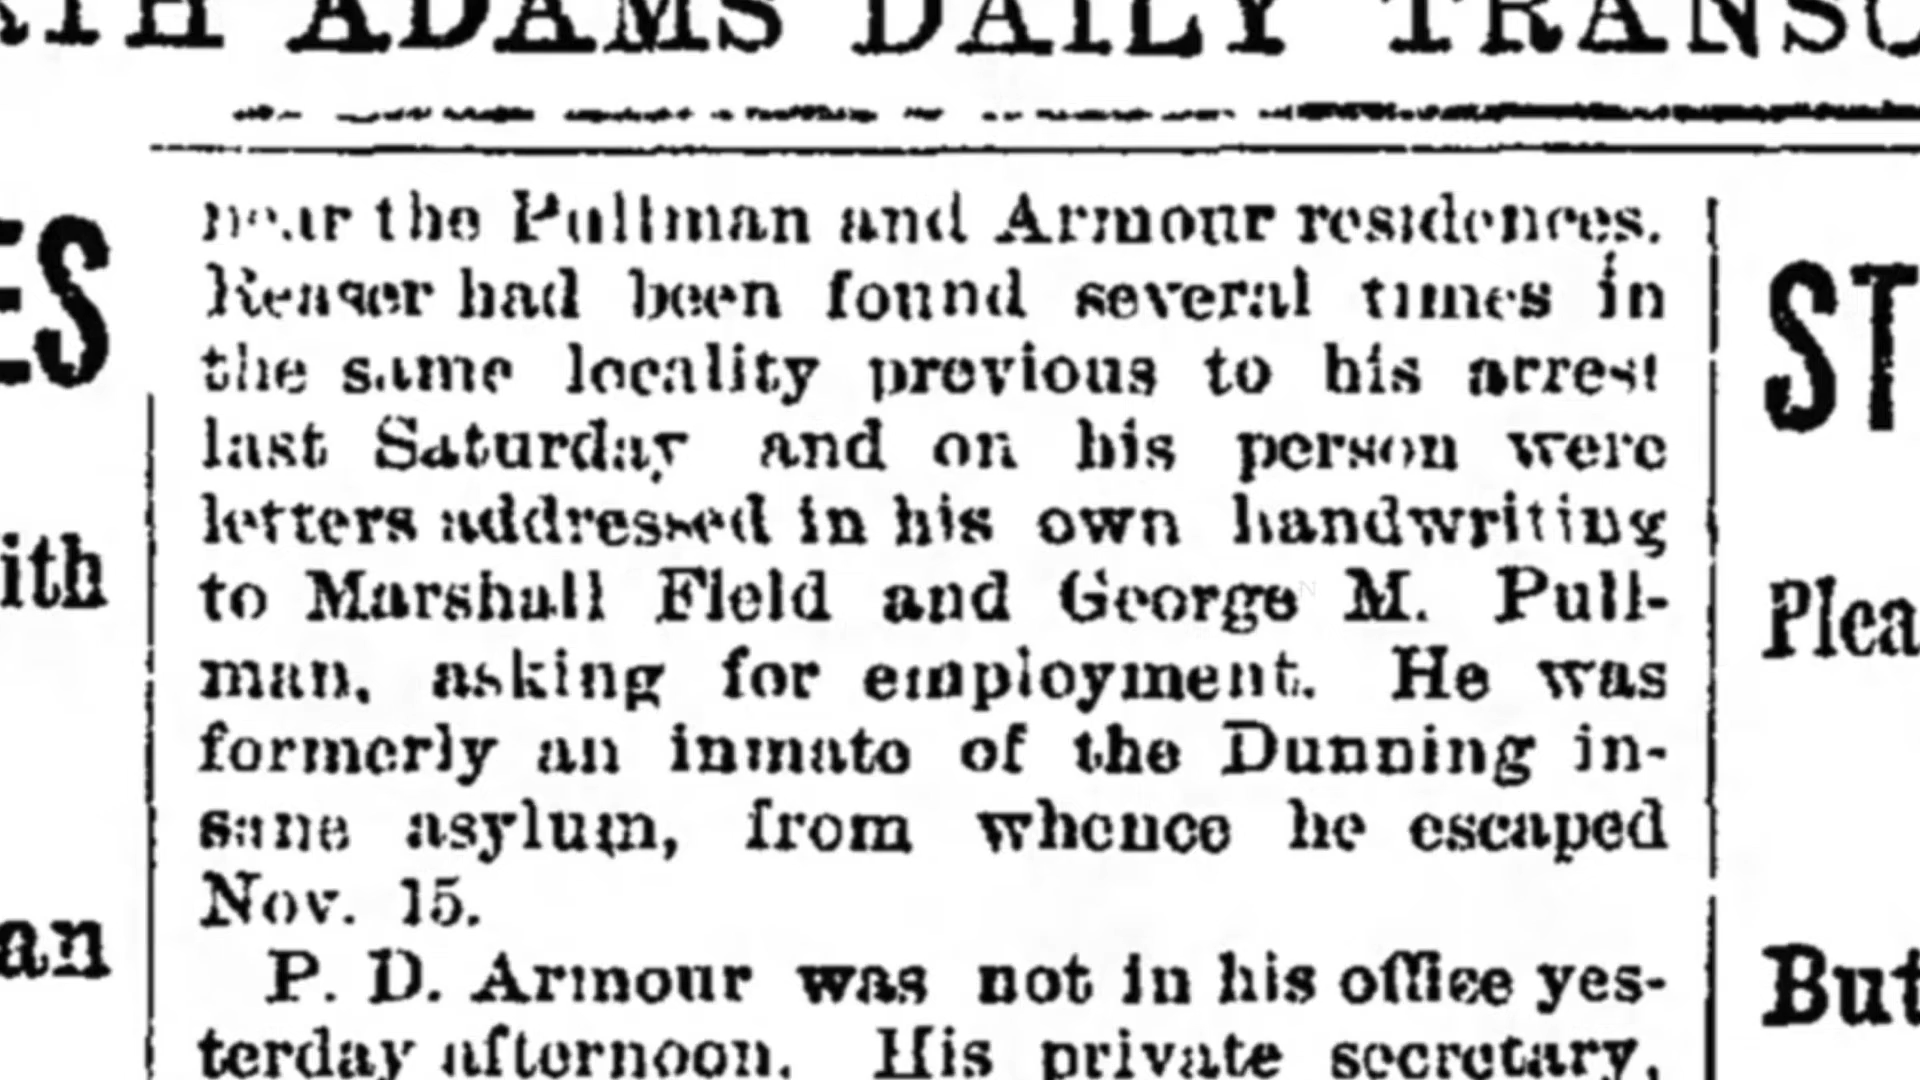 RTH ADAMS DAILY TRANSC
near the Pullman and Armour residences.
had been found several times in
the same locality previous to his arrest
last Saturday and on his person were
letters addressed in his own handwriting
to Marshall Field and George M. Pull-
man, asking for employment. He was
formerly an inmate of the Dunning in-
sane asylum, from whence he escaped
Nov. 15.
P. D. Armour was not in his office yes-
terday afternoon. His private secretary,
ES
ith
an
ST
Plea
But